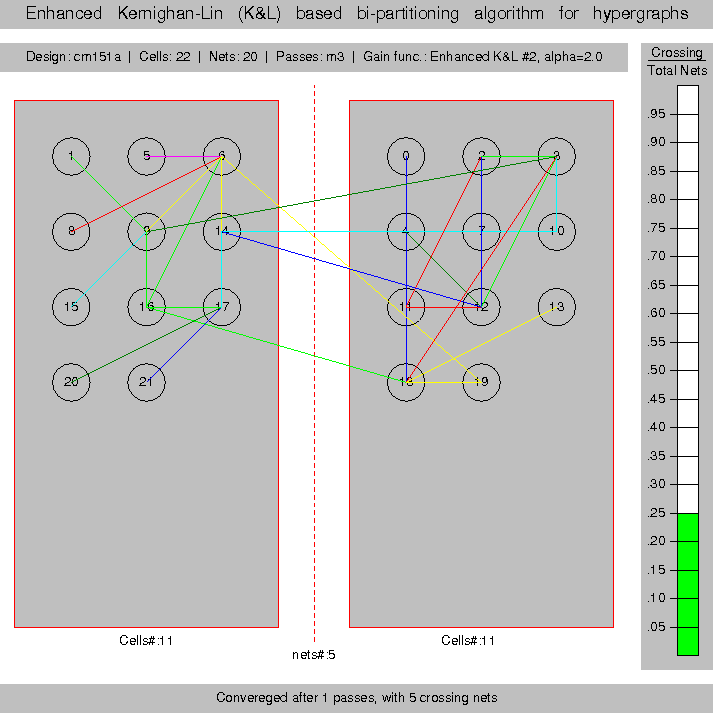 Enhanced Kernighan-Lin (K&L) based bi-partitioning algorithm for hypergraphs
Design: cm151a | Cells: 22 | Nets: 20 | Passes: m3 | Gain func.: Enhanced K&L #2, alpha=2.0
Crossing
Total Nets
1 5 6 0 2 3
8 9 14 4 7 10
15 16 17 11 12 13
20 21 18 19
.95
.90
.85
.80
.75
.70
.65
.60
.55
.50
.45
.40
.35
.30
.25
.20
.15
.10
.05
Cells#:11
Cells#:11
nets#:5
Convereged after 1 passes, with 5 crossing nets